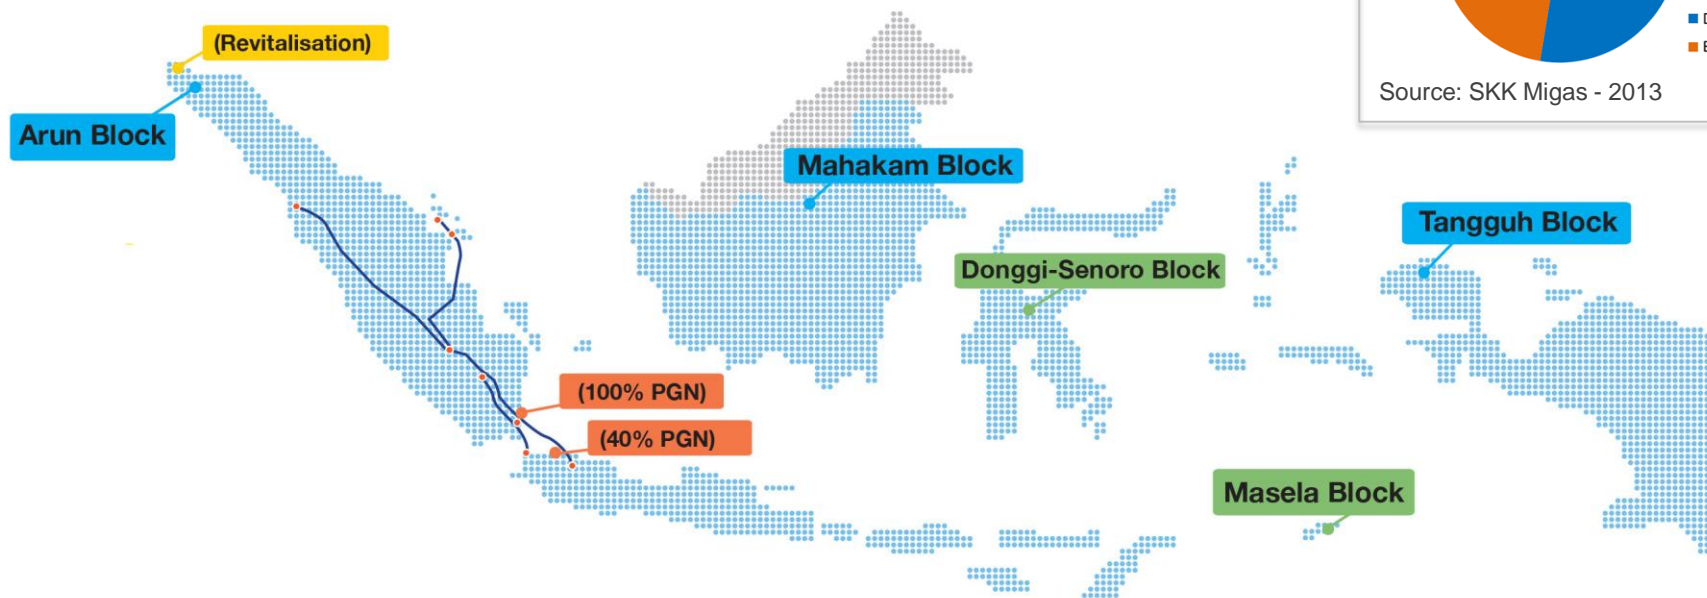 (Revitalisation)
Arun Block
Source: SKK Migas - 2013
Mahakam Block
Tangguh Block
Donggi-Senoro Block
(100% PGN)
(40% PGN)
Masela Block